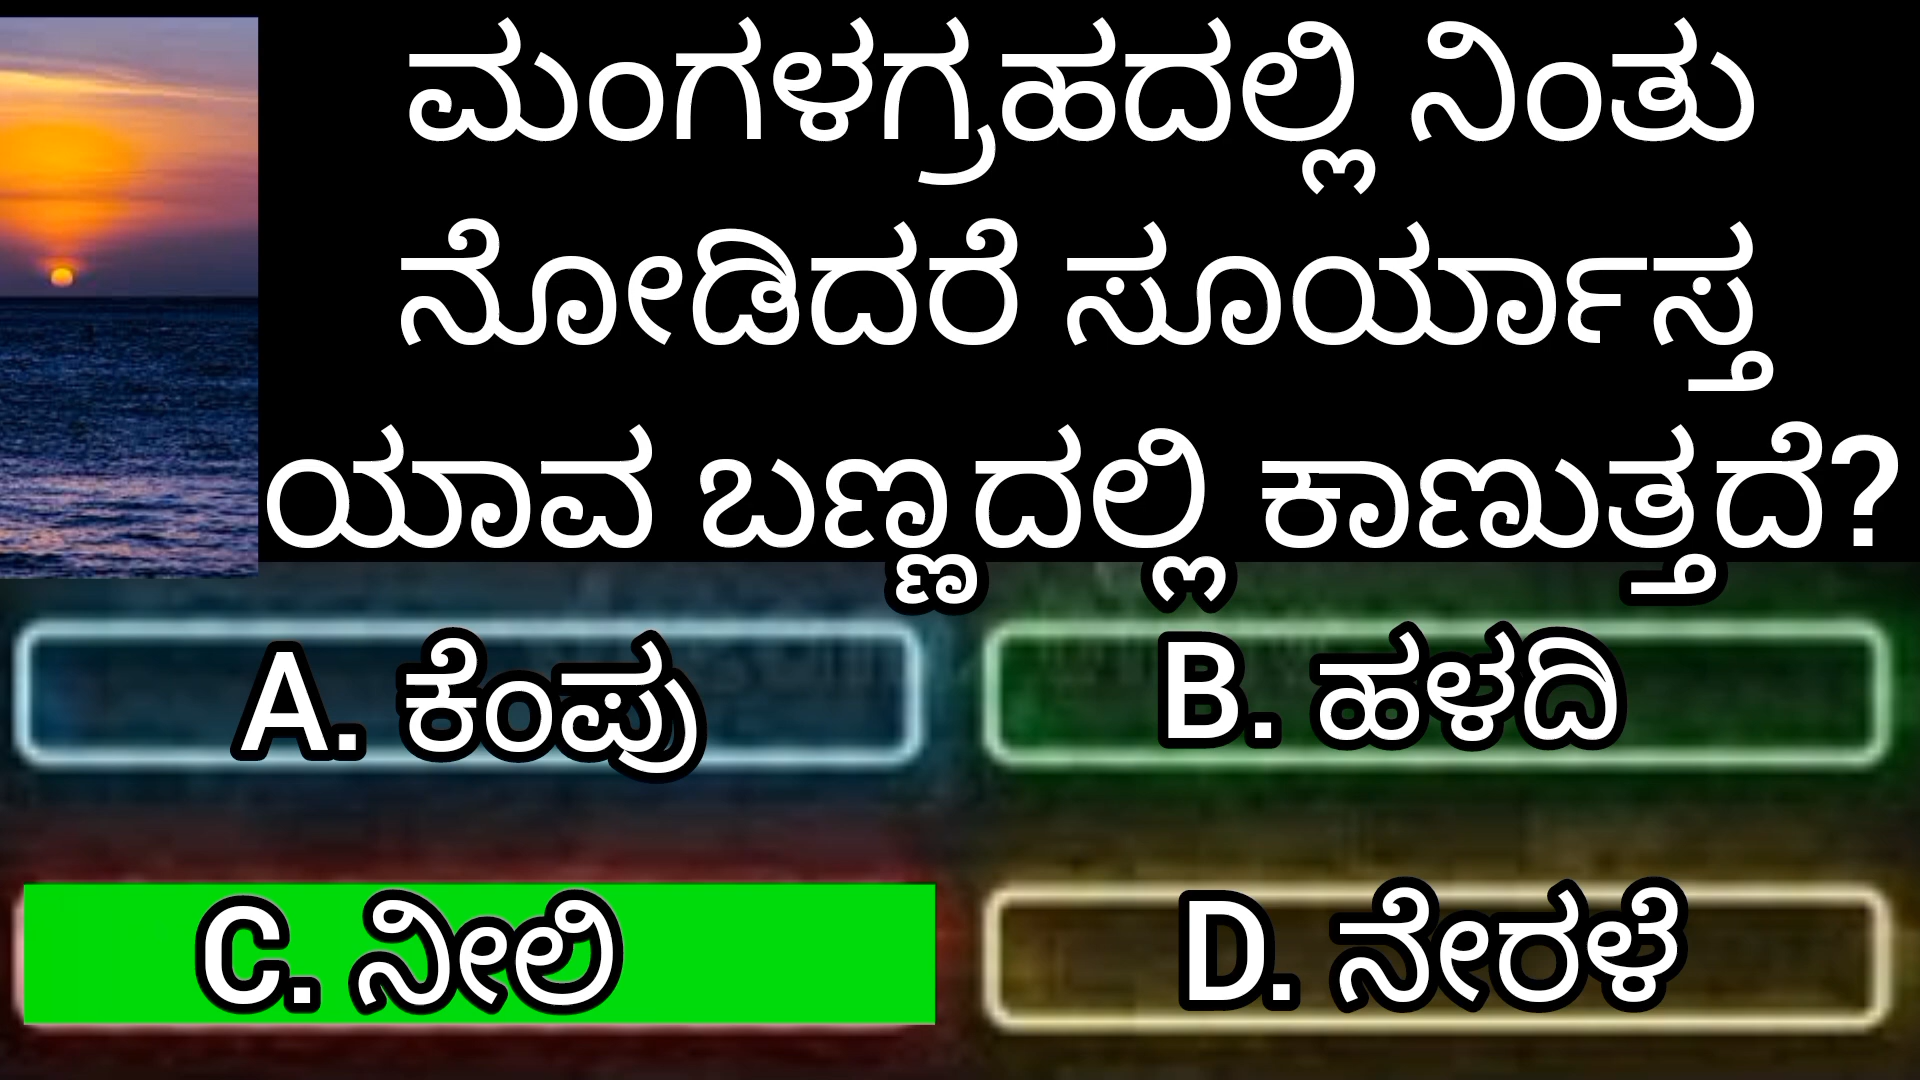 ಮಂಗಳಗ್ರಹದಲ್ಲಿ ನಿಂತು
ನೋಡಿದರೆ ಸೂರ್ಯಾಸ್ತ
ಯಾವ ಬಣ್ಣದಲ್ಲಿ ಕಾಣುತ್ತದೆ?
A. ಕೆಂಪು
B. ಹಳದಿ
C. ನೀಲಿ
D. ನೇರಳೆ